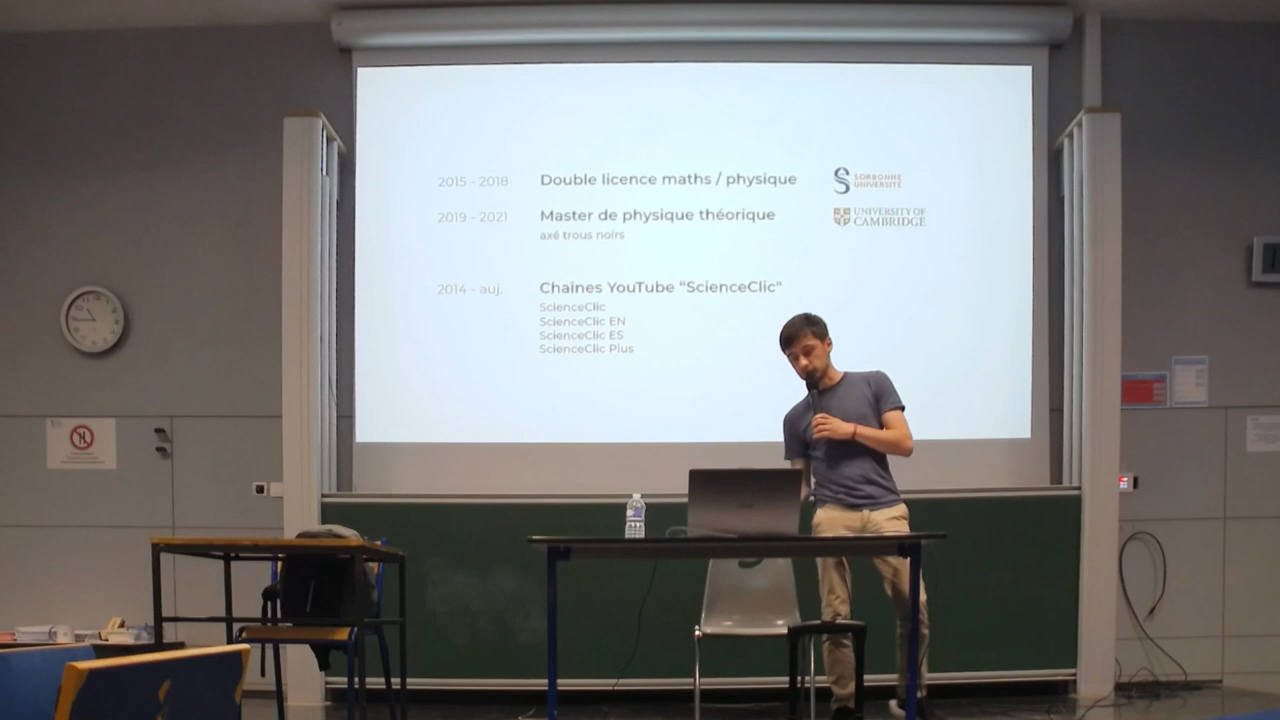 2015 - 2018 Double licence maths / physique SORBONNE UNIVERSITÉ
2019 - 2021 Master de physique théorique UNIVERSITY OF CAMBRIDGE
axé trous noirs
2014 - auj. Chaines YouTube "ScienceClic"
ScienceClic
ScienceClic EN
ScienceClic ES
ScienceClic Plus